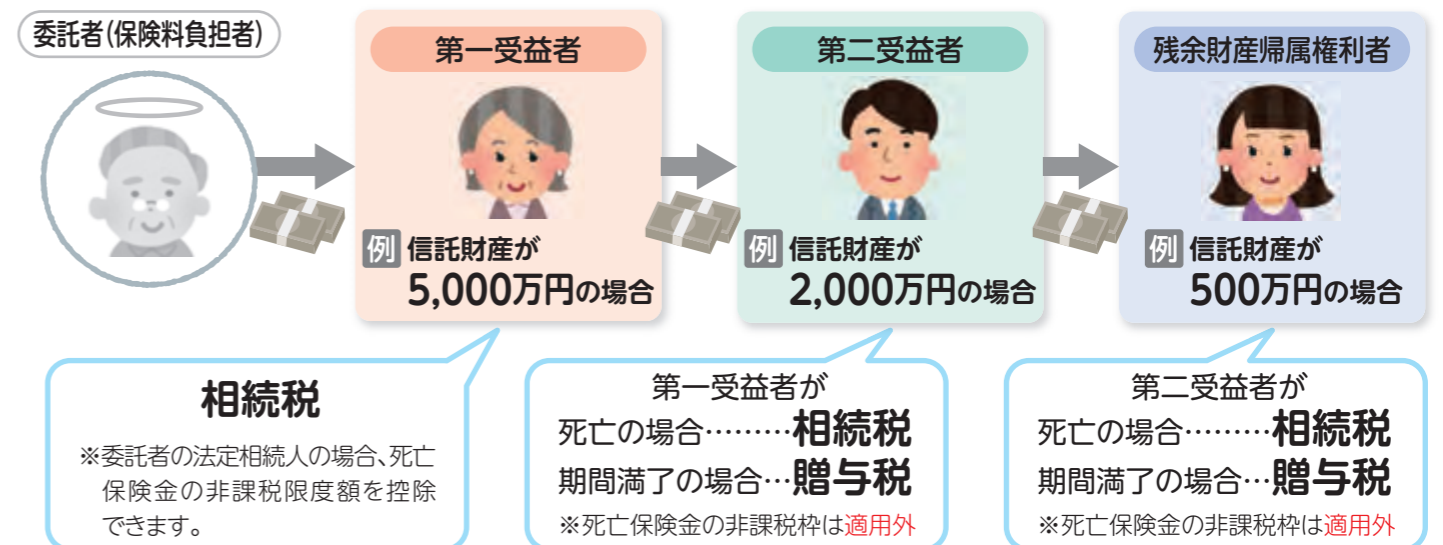 委託者(保険料負担者)
第一受益者
例 信託財産が
5,000万円の場合
第二受益者
例 信託財産が
2,000万円の場合
残余財産帰属権利者
例 信託財産が
500万円の場合
相続税
※委託者の法定相続人の場合、死亡
保険金の非課税限度額を控除
できます。
第一受益者が
死亡の場合………相続税
期間満了の場合…贈与税
※死亡保険金の非課税枠は適用外
第二受益者が
死亡の場合………相続税
期間満了の場合…贈与税
※死亡保険金の非課税枠は適用外